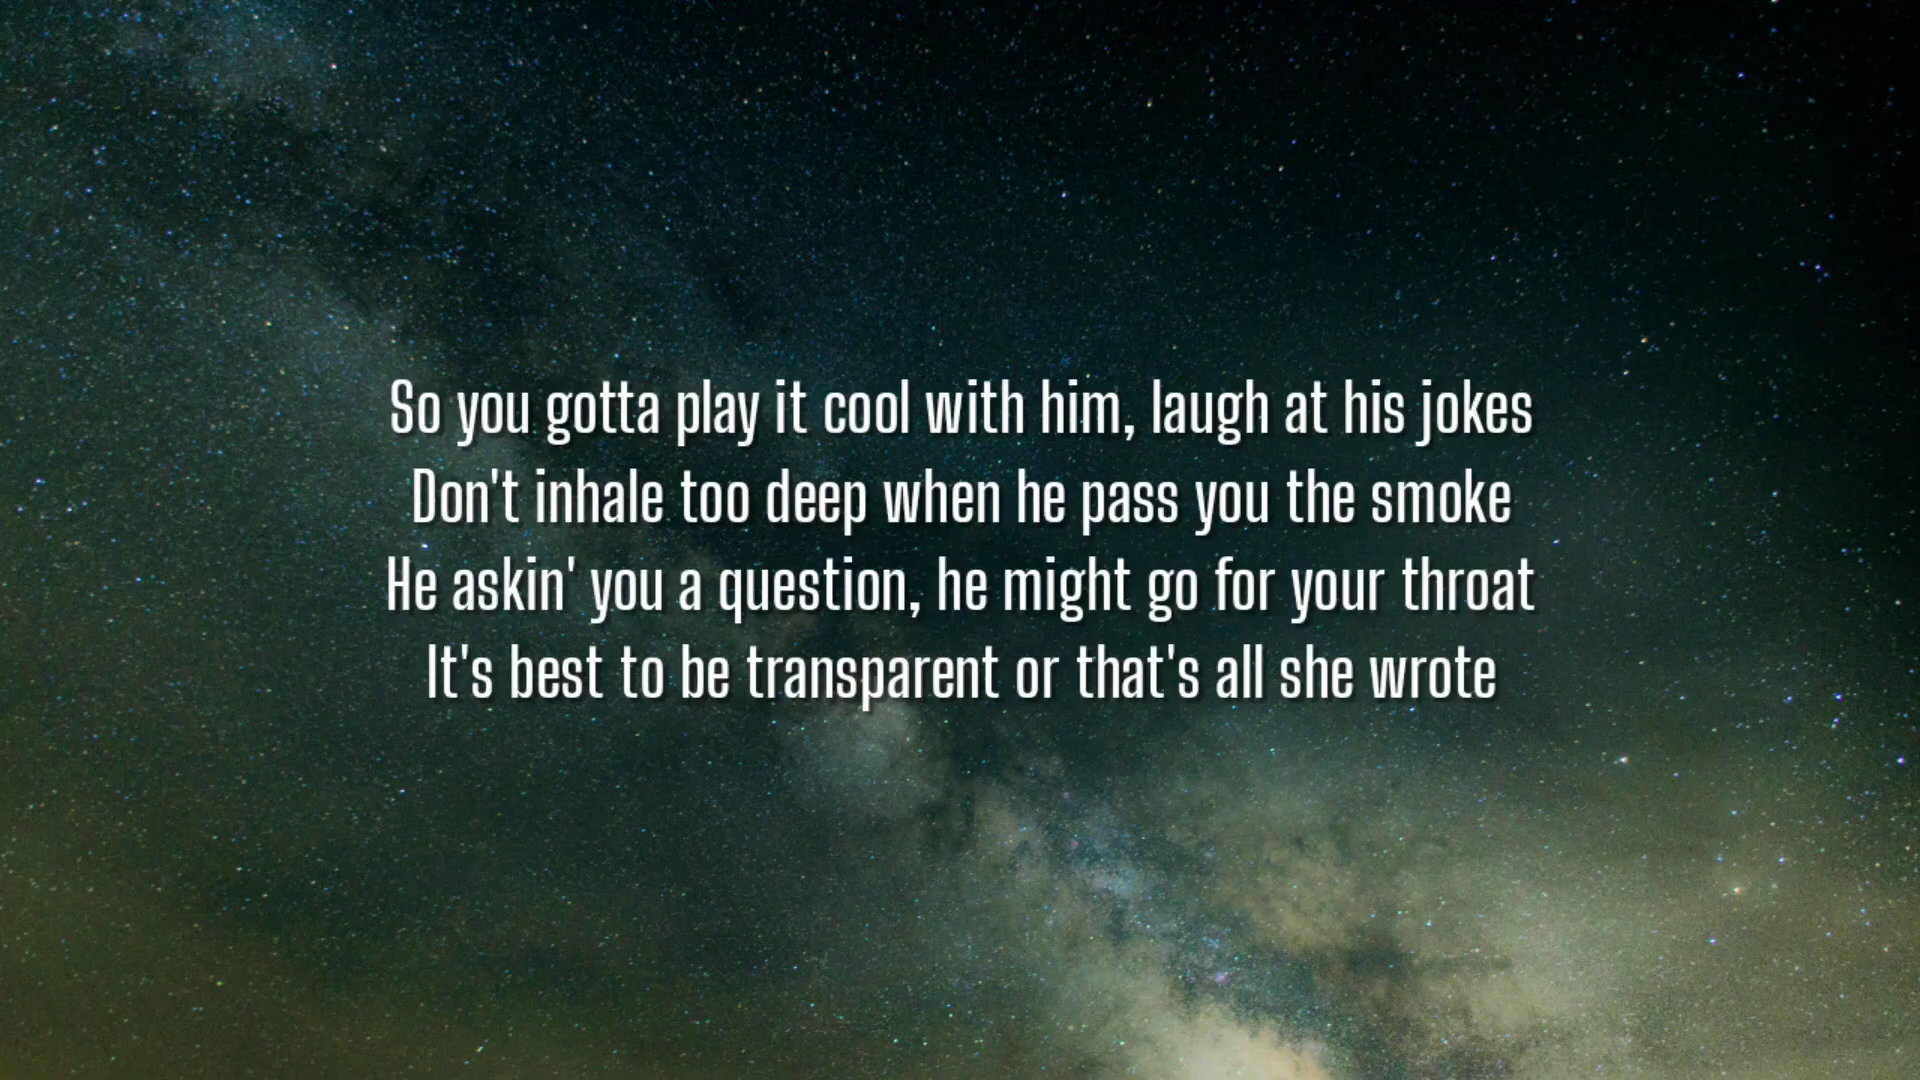 So you gotta play it cool with him, laugh at his jokes
Don't inhale too deep when he pass you the smoke
He askin' you a question, he might go for your throat
It's best to be transparent or that's all she wrote